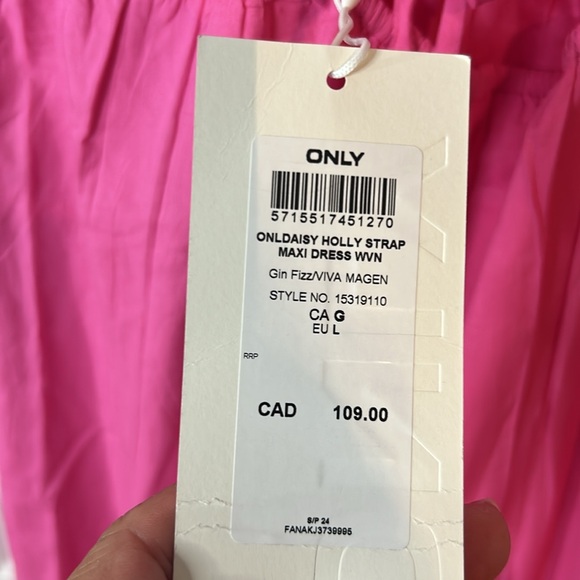 ONLY
5715517451270
ONLDAISY HOLLY STRAP
MAXI DRESS WVN
Gin Fizz/VIVA MAGEN
STYLE NO. 15319110
CA G
EU L
RRP
CAD 109.00
S/P 24
FANAKJ3739995